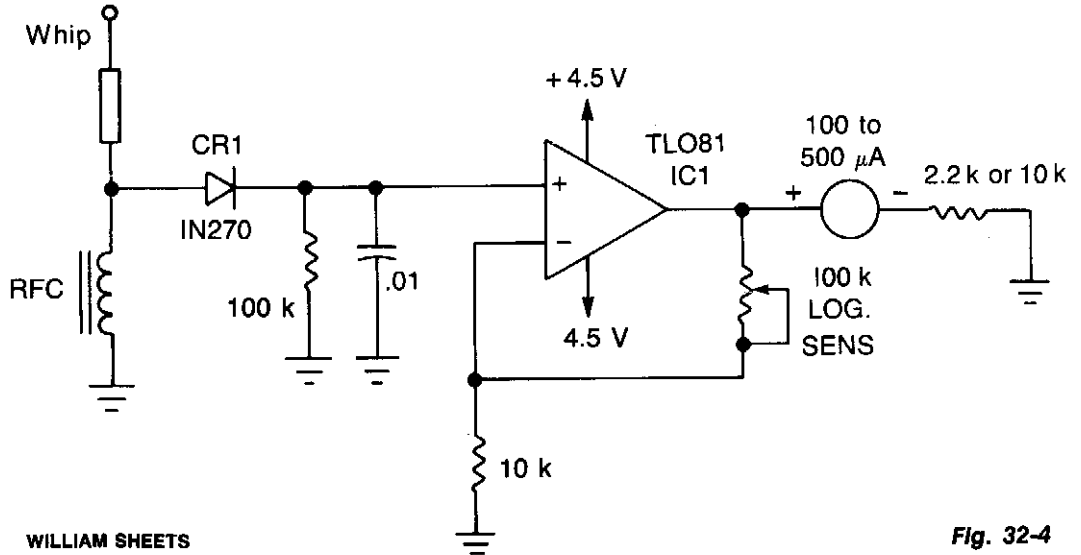 Whip
+4.5 V
TLO81
IC1
100 to
500 μA
CR1
+
-
2.2 k or 10 k
+
IN270
-
RFC
100 k
.01
4.5 V
100 k
LOG.
SENS
10 k
WILLIAM SHEETS
Fig. 32-4